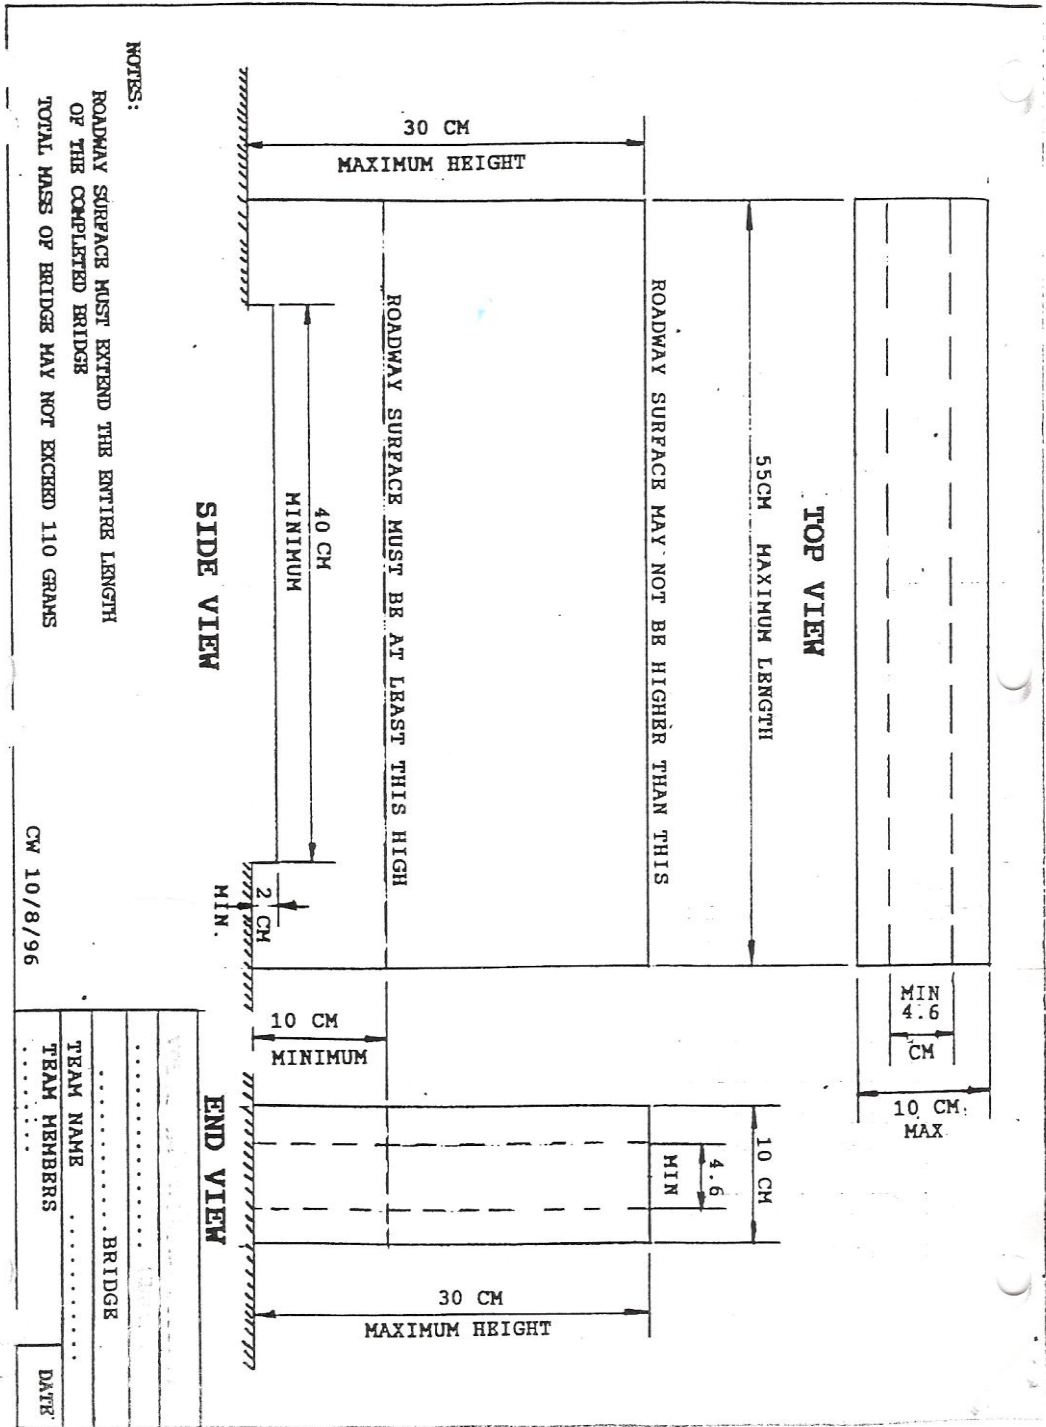 MIN
4.6
CM
10 CM
MAX
TOP VIEW
55CM MAXIMUM LENGTH
ROADWAY SURFACE MAY NOT BE HIGHER THAN THIS
30 CM
MAXIMUM HEIGHT
ROADWAY SURFACE MUST BE AT LEAST THIS HIGH
40 CM
MINIMUM
2 CM
MIN.
10 CM
MINIMUM
SIDE VIEW
10 CM
4.6
MIN
30 CM
MAXIMUM HEIGHT
END VIEW
NOTES:
ROADWAY SURFACE MUST EXTEND THE ENTIRE LENGTH
OF THE COMPLETED BRIDGE
TOTAL MASS OF BRIDGE MAY NOT EXCEED 110 GRAMS
CW 10/8/96
..............BRIDGE
TEAM NAME ............
TEAM MEMBERS
........
DATE